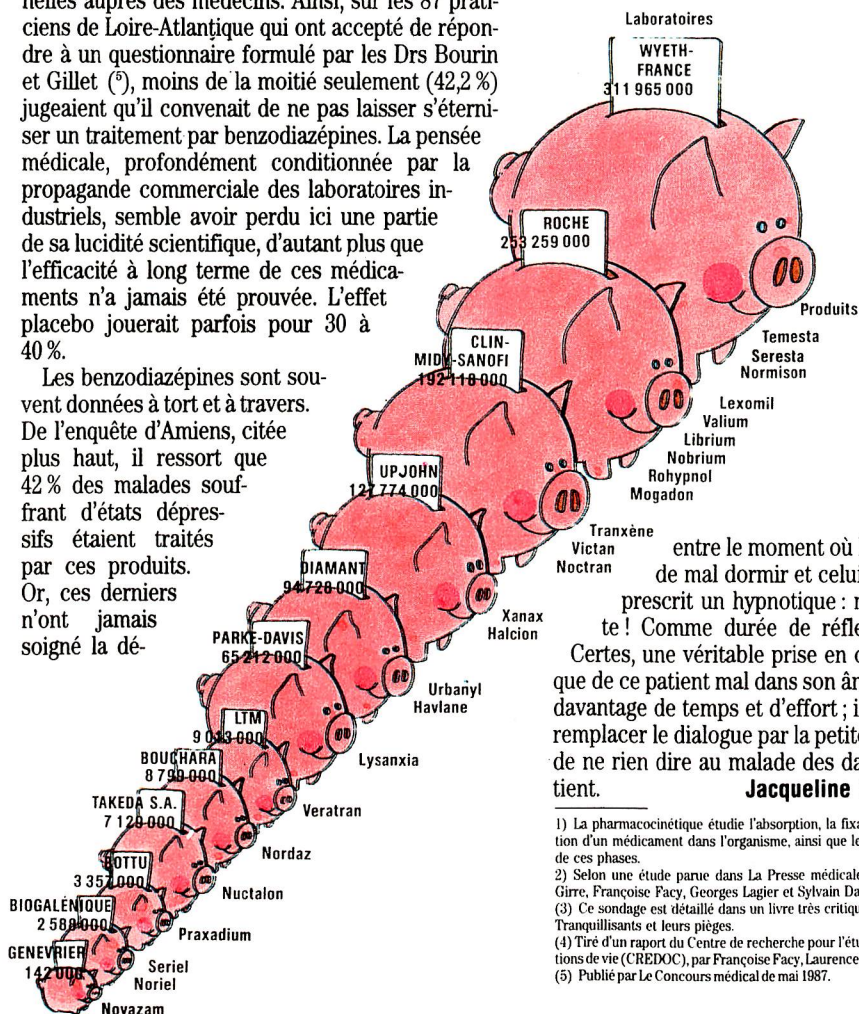 nelles auprès des médecins. Ainsi, sur les 87 prati-
ciens de Loire-Atlantique qui ont accepté de répon-
dre à un questionnaire formulé par les Drs Bourin
et Gillet (⁵), moins de la moitié seulement (42,2 %)
jugeaient qu'il convenait de ne pas laisser s'éterni-
ser un traitement par benzodiazépines. La pensée
médicale, profondément conditionnée par la
propagande commerciale des laboratoires in-
dustriels, semble avoir perdu ici une partie
de sa lucidité scientifique, d'autant plus que
l'efficacité à long terme de ces médica-
ments n'a jamais été prouvée. L'effet
placebo jouerait parfois pour 30 à
40 %.
Les benzodiazépines sont sou-
vent données à tort et à travers.
De l'enquête d'Amiens, citée
plus haut, il ressort que
42 % des malades souf-
frant d'états dépres-
sifs étaient traités
par ces produits.
Or, ces derniers
n'ont jamais
soigné la dé-
Laboratoires
WYETH-
FRANCE
311 965 000
ROCHE
253 259 000
CLIN-
MIDY-SANOFI
192 118 000
UPJOHN
127 774 000
DIAMANT
94 728 000
PARKE-DAVIS
65 212 000
LTM
9 013 000
BOUCHARA
8 799 000
TAKEDA S.A.
7 129 000
BOTTU
3 357 000
BIOGALÉNIQUE
2 588 000
GENEVRIER
142 000
Produits
Temesta
Seresta
Normison
Lexomil
Valium
Librium
Nobrium
Rohypnol
Mogadon
Tranxène
Victan
Noctran
Xanax
Halcion
Urbanyl
Havlane
Lysanxia
Veratran
Nordaz
Nuctalon
Praxadium
Seriel
Noriel
Novazam
entre le moment où
de mal dormir et celui
prescrit un hypnotique :
te ! Comme durée de réfle
Certes, une véritable prise en
que de ce patient mal dans son âm
davantage de temps et d'effort ; i
remplacer le dialogue par la petite
de ne rien dire au malade des da
tient.
Jacqueline
1) La pharmacocinétique étudie l'absorption, la fixa
tion d'un médicament dans l'organisme, ainsi que le
de ces phases.
2) Selon une étude parue dans La Presse médicale
Girre, Françoise Facy, Georges Lagier et Sylvain Da
(3) Ce sondage est détaillé dans un livre très critiqu
Tranquillisants et leurs pièges.
(4) Tiré d'un raport du Centre de recherche pour l'étu
tions de vie (CREDOC), par Françoise Facy, Laurence
(5) Publié par Le Concours médical de mai 1987.